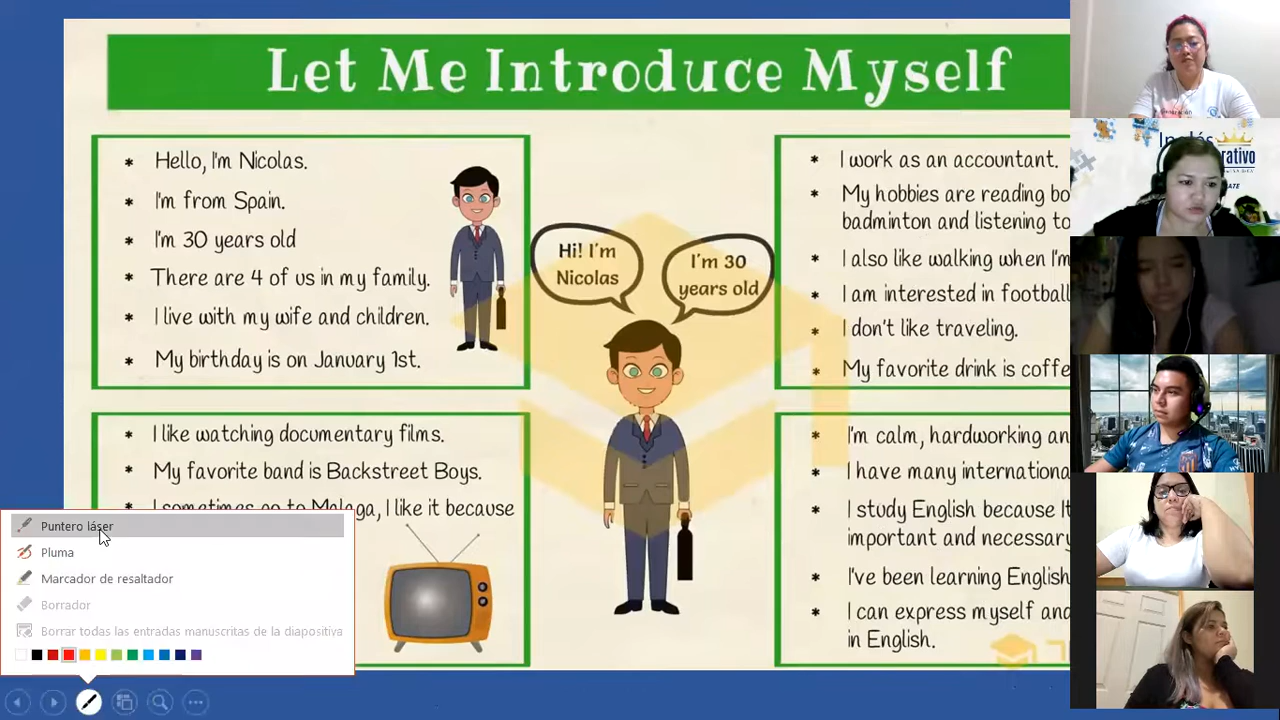 Let Me Introduce Myself
* Hello, I'm Nicolas.
* I'm from Spain.
* I'm 30 years old
* There are 4 of us in my family.
* I live with my wife and children.
* My birthday is on January 1st.
Hi! I'm
Nicolas
I'm 30
years old
* I work as an accountant.
* My hobbies are reading
badminton and listening to
* I also like walking when I'm
* I am interested in football
* I don't like traveling.
* My favorite drink is coffe
* I like watching documentary films.
* My favorite band is Backstreet Boys.
I sometimes go to Malaga, I like it because
* I'm calm, hardworking an
* I have many internationa
* I study English because It
important and necessary
* I've been learning English
* I can express myself and
in English.
Puntero láser
Pluma
Marcador de resaltador
Borrador
Borrar todas las entradas manuscritas de la diapositiva
Inglés
rativo